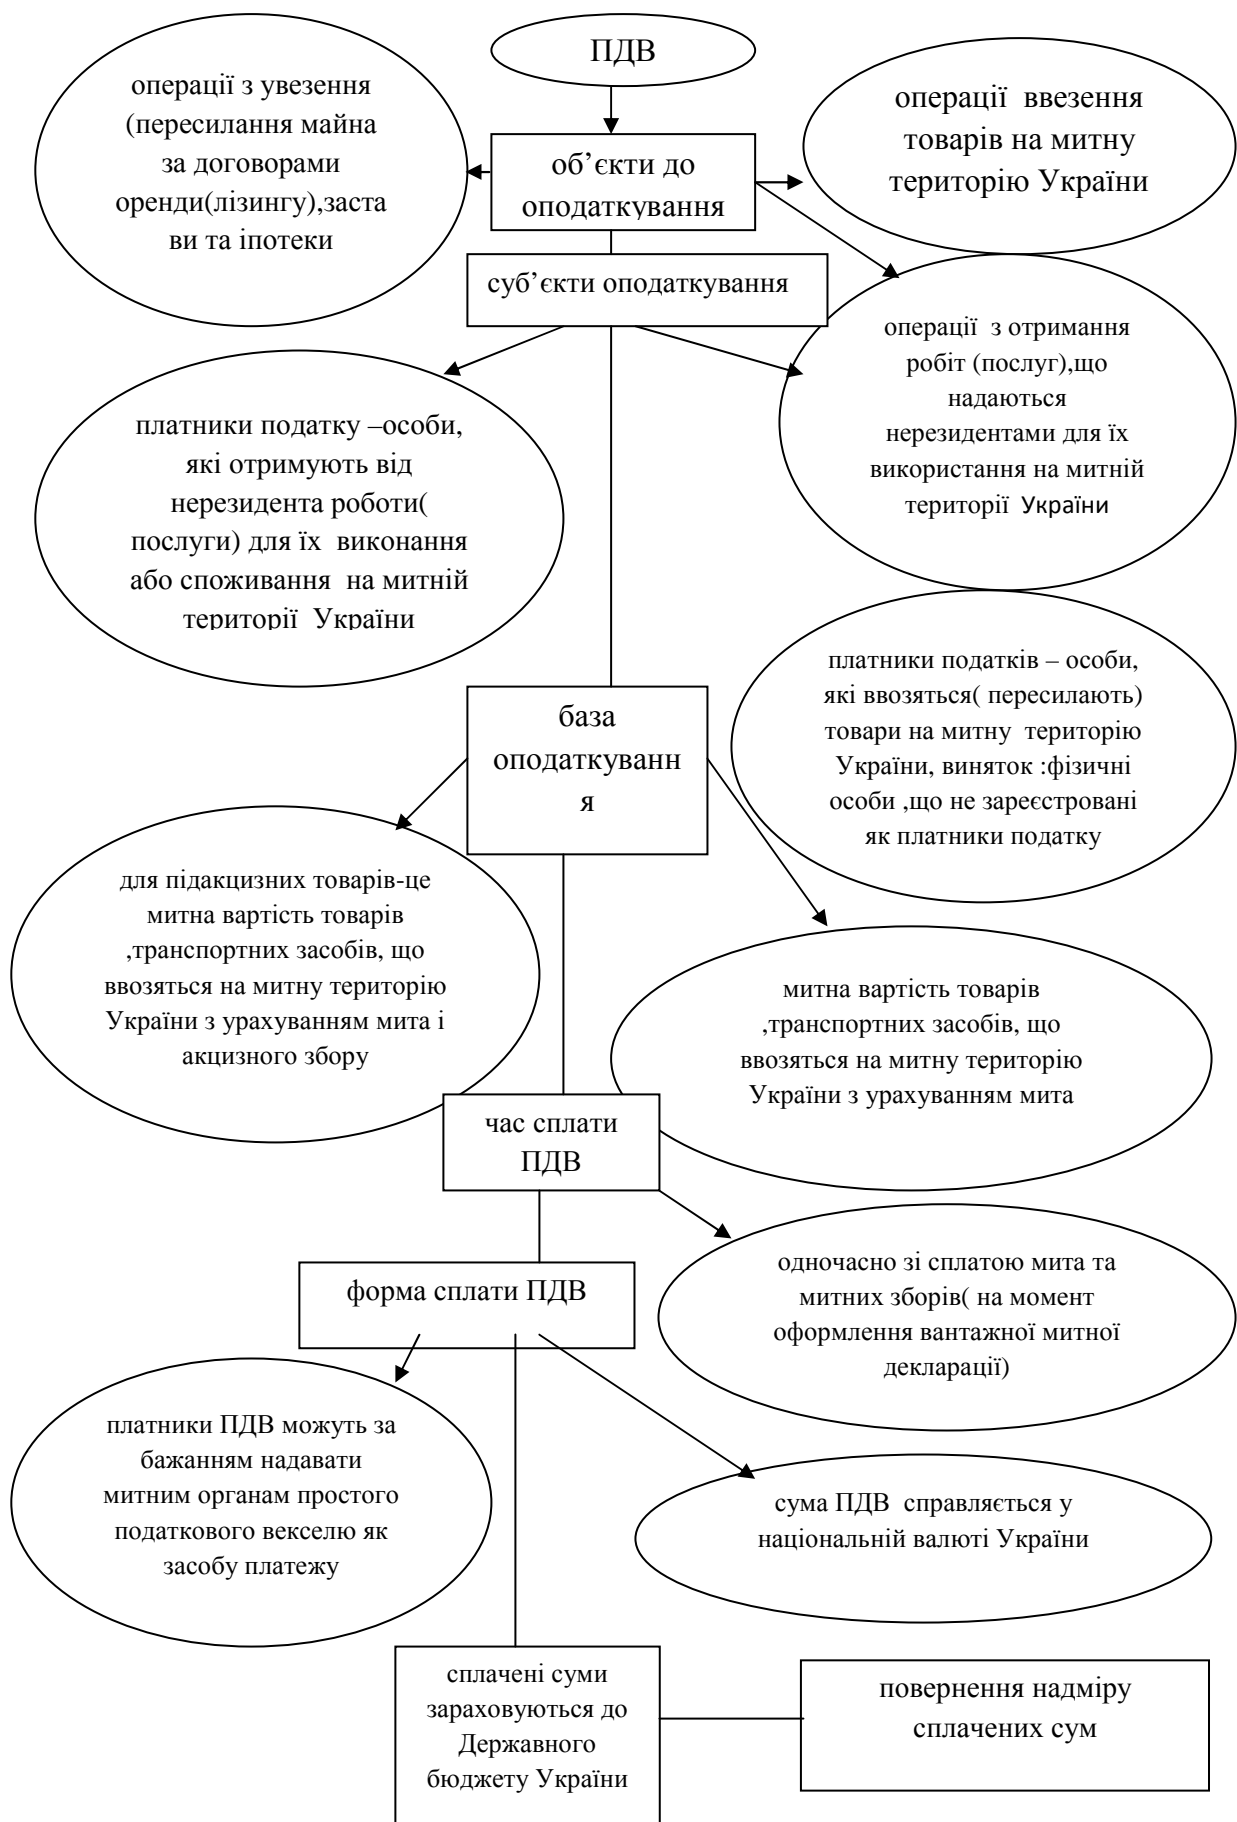 ПДВ
операції з увезення
(пересилання майна
за договорами
оренди(лізингу),заста
ви та іпотеки
об’єкти до
оподаткування
операції  ввезення
товарів на митну
територію України
суб’єкти оподаткування
операції  з отримання
робіт (послуг),що
надаються
нерезидентами для їх
використання на митній
території  України
платники податку –особи,
які отримують від
нерезидента роботи(
послуги) для їх  виконання
або споживання  на митній
території  України
платники податків – особи,
які ввозяться( пересилають)
товари на митну  територію
України, виняток :фізичні
особи ,що не зареєстровані
як платники податку
база
оподаткуванн
я
для підакцизних товарів-це
митна вартість товарів
,транспортних засобів, що
ввозяться на митну територію
України з урахуванням мита і
акцизного збору
митна вартість товарів
,транспортних засобів, що
ввозяться на митну територію
України з урахуванням мита
час сплати
ПДВ
одночасно зі сплатою мита та
митних зборів( на момент
оформлення вантажної митної
декларації)
форма сплати ПДВ
платники ПДВ можуть за
бажанням надавати
митним органам простого
податкового векселю як
засобу платежу
сума ПДВ  справляється у
національній валюті України
сплачені суми
зараховуються до
Державного
бюджету України
повернення надміру
сплачених сум